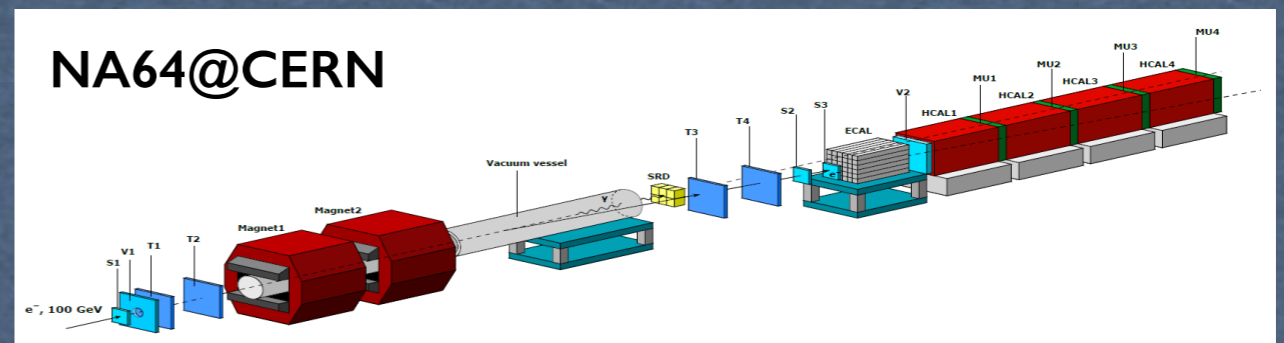 NA64@CERN
e⁻, 100 GeV
S1
V1
T1
T2
Magnet1
Magnet2
Vacuum vessel
γ
SRD
T3
T4
S2
S3
e⁻
ECAL
V2
HCAL1
MU1
HCAL2
MU2
HCAL3
MU3
HCAL4
MU4